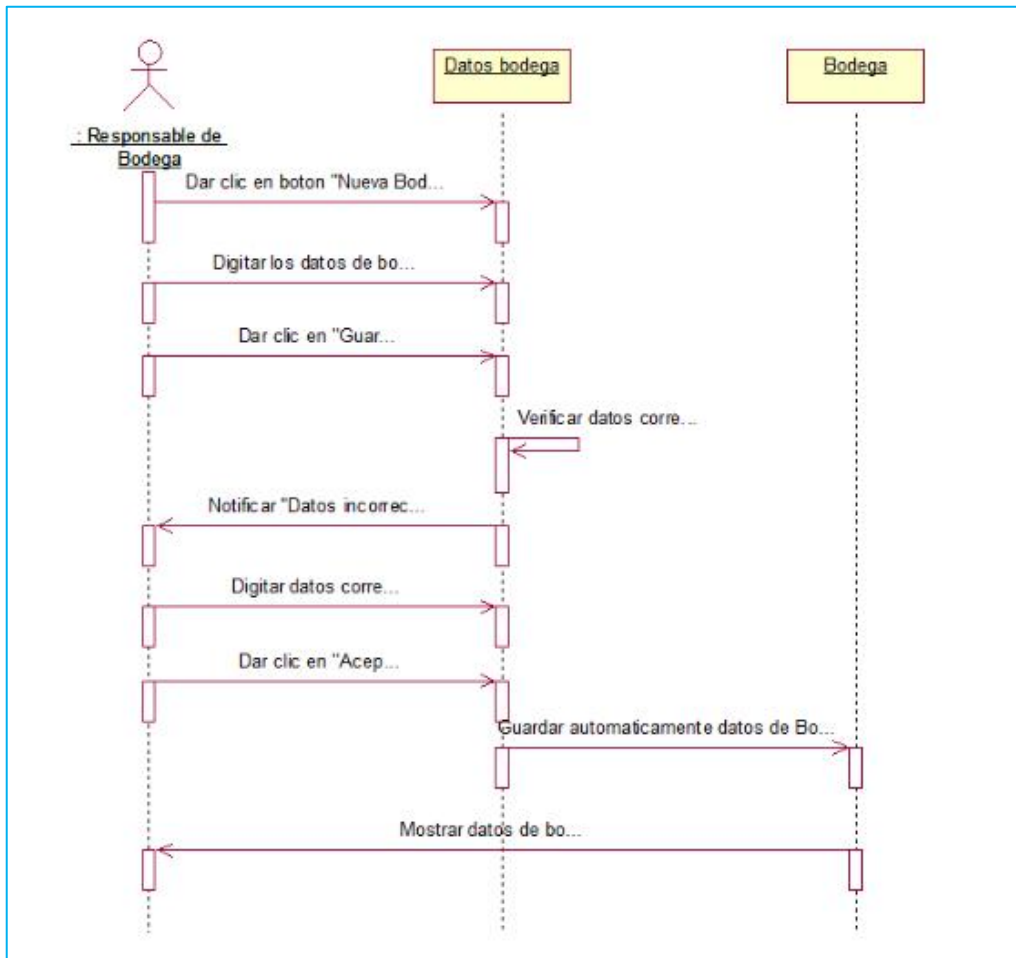 Datos bodega
Bodega
: Responsable de
Bodega
Dar clic en boton "Nueva Bod...
Digitar los datos de bo...
Dar clic en "Guar...
Verificar datos corre...
Notificar "Datos incorrec...
Digitar datos corre...
Dar clic en "Acep...
Guardar automaticamente datos de Bo...
Mostrar datos de bo...